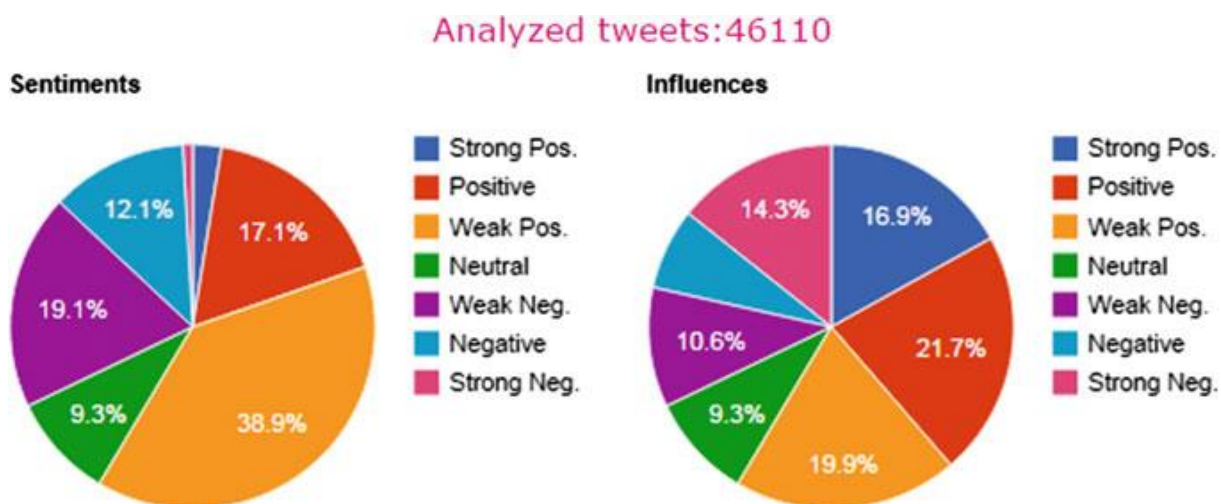 Analyzed tweets:46110
Sentiments
12.1%
17.1%
19.1%
9.3%
38.9%
Strong Pos.
Positive
Weak Pos.
Neutral
Weak Neg.
Negative
Strong Neg.
Influences
14.3%
16.9%
10.6%
21.7%
9.3%
19.9%
Strong Pos.
Positive
Weak Pos.
Neutral
Weak Neg.
Negative
Strong Neg.